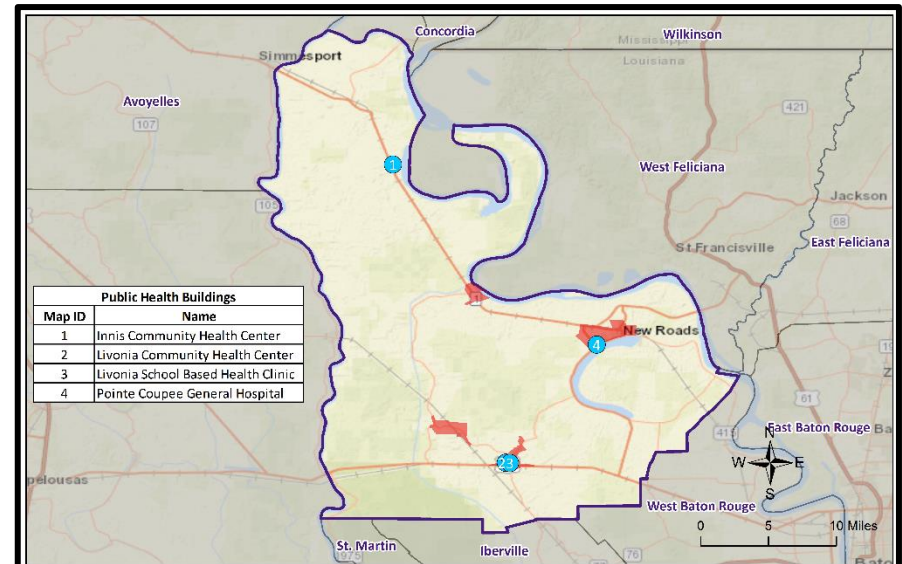 Concordia
Wilkinson
Mississippi
Louisiana
Simmesport
Avoyelles
107
421
West Feliciana
Jackson
105
68
East Feliciana
St.Francisville
1
Public Health Buildings
Map ID Name
1 Innis Community Health Center
2 Livonia Community Health Center
3 Livonia School Based Health Clinic
4 Pointe Coupee General Hospital
1
New Roads
4
61
415
East Baton Rouge
N
W E
S
23
pelousas
West Baton Rouge
0 5 10 Miles
St. Martin
Iberville
76